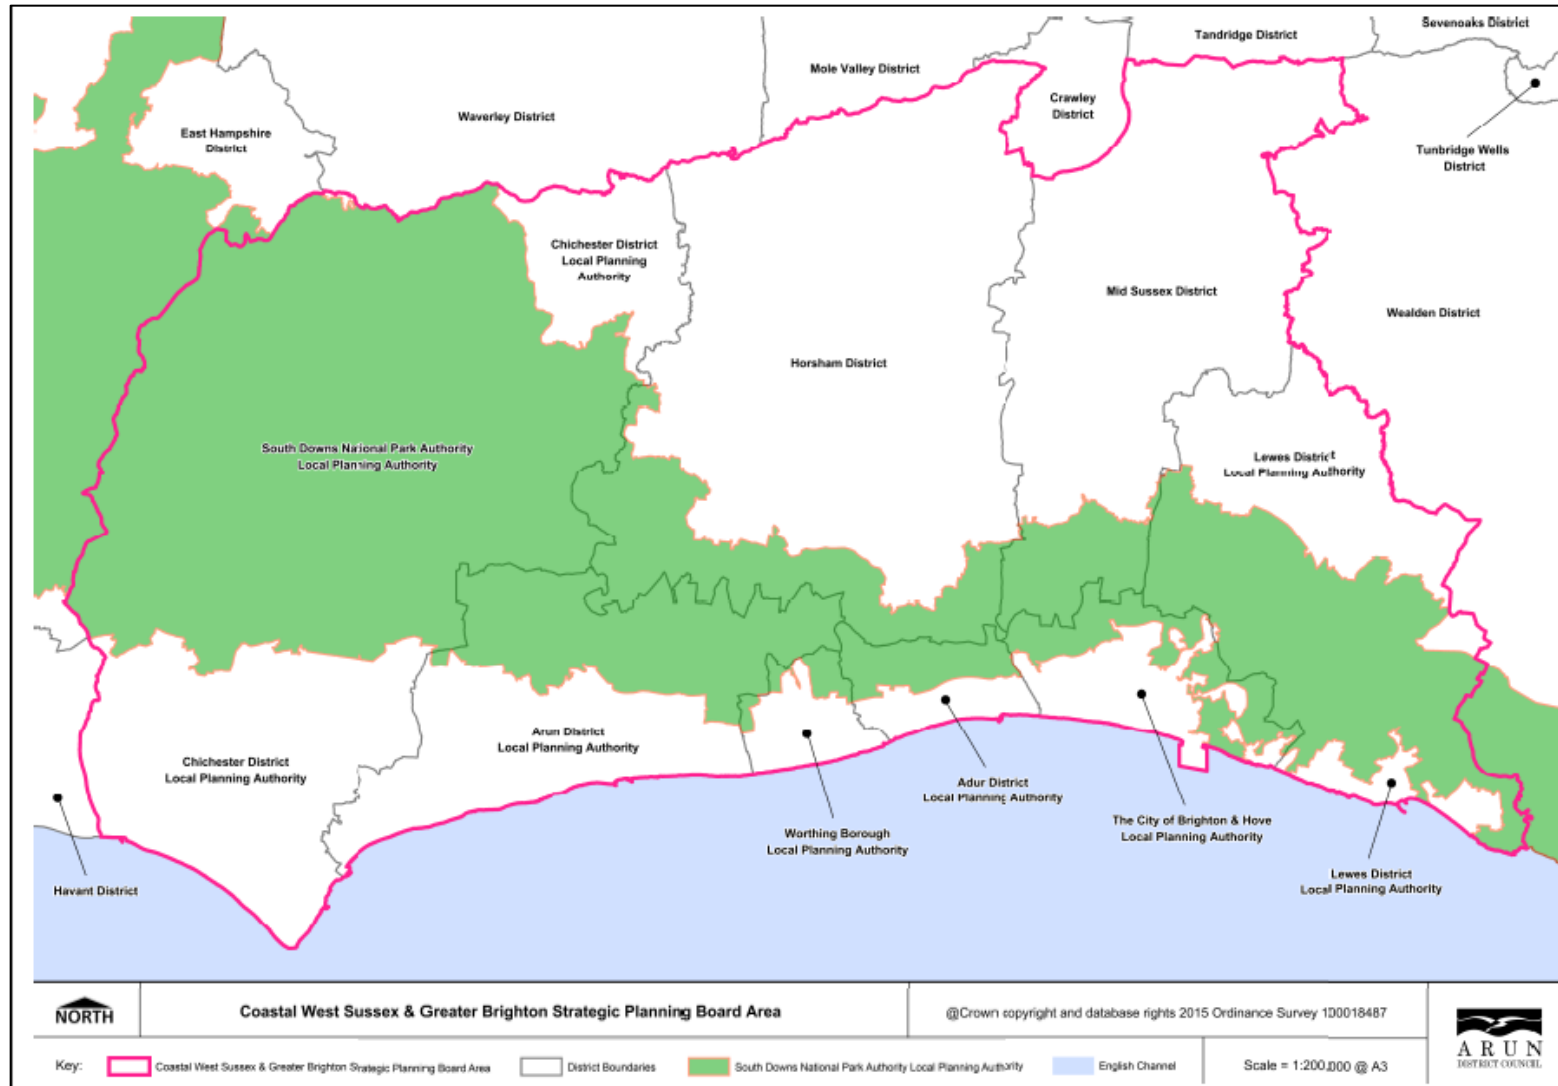 Sevenoaks District
Tandridge District
Mole Valley District
Crawley
District
Waverley District
East Hampshire
District
Tunbridge Wells
District
Chichester District
Local Planning
Authority
Mid Sussex District
Wealden District
Horsham District
South Downs National Park Authority
Local Planning Authority
Lewes District
Local Planning Authority
Arun District
Local Planning Authority
Chichester District
Local Planning Authority
Adur District
Local Planning Authority
The City of Brighton & Hove
Local Planning Authority
Worthing Borough
Local Planning Authority
Lewes District
Local Planning Authority
Havant District
NORTH
Coastal West Sussex & Greater Brighton Strategic Planning Board Area
@Crown copyright and database rights 2015 Ordinance Survey 100018487
ARUN
DISTRICT COUNCIL
Key:
Coastal West Sussex & Greater Brighton Strategic Planning Board Area
District Boundaries
South Downs National Park Authority Local Planning Authority
English Channel
Scale = 1:200,000 @ A3